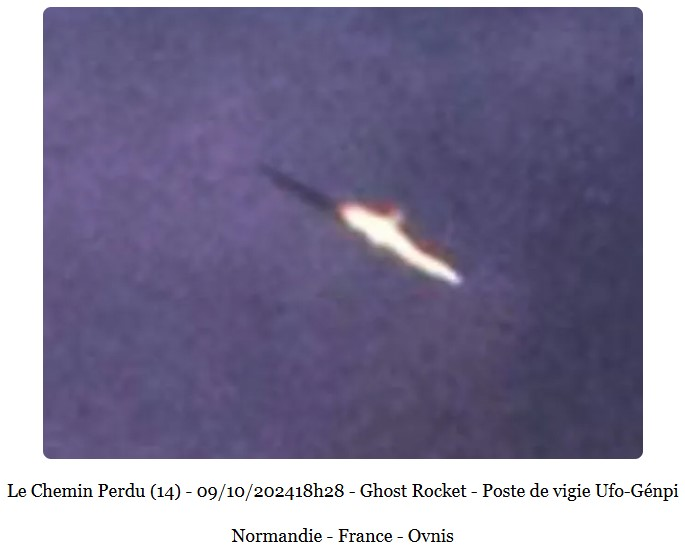 Le Chemin Perdu (14) - 09/10/202418h28 - Ghost Rocket - Poste de vigie Ufo-Génpi
Normandie - France - Ovnis